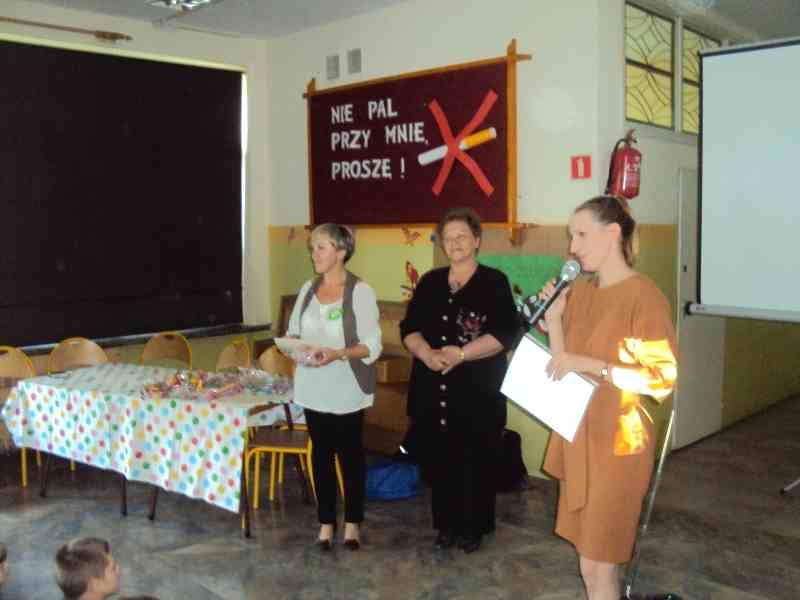 NIE PAL
PRZY MNIE,
PROSZĘ !